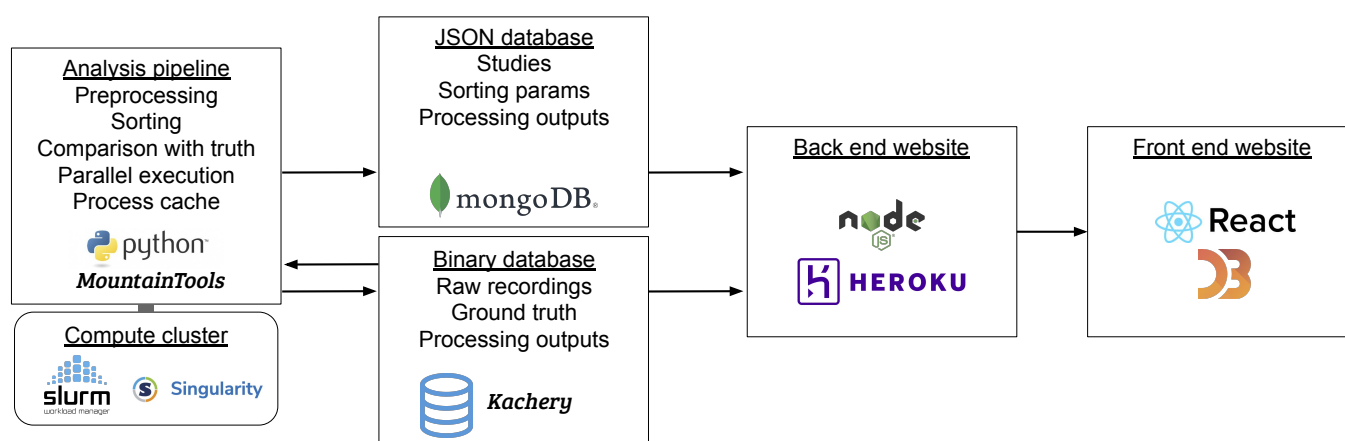 Analysis pipeline
Preprocessing
Sorting
Comparison with truth
Parallel execution
Process cache
python™
MountainTools
Compute cluster
slurm
workload manager
S
Singularity
JSON database
Studies
Sorting params
Processing outputs
mongoDB®
Binary database
Raw recordings
Ground truth
Processing outputs
Kachery
Back end website
node
JS®
HEROKU
Front end website
React
D3